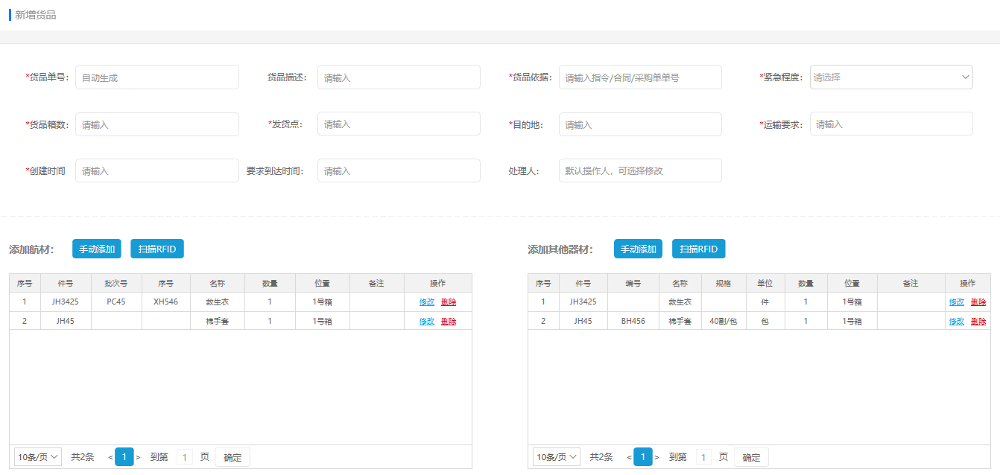 新增货品
*货品单号: 自动生成 货品描述: 请输入 *货品依据: 请输入指令/合同/采购单单号 *紧急程度: 请选择
*货品箱数: 请输入 *发货点: 请输入 *目的地: 请输入 *运输要求: 请输入
*创建时间 请输入 要求到达时间: 请输入 处理人: 默认操作人，可选择修改
添加航材: 手动添加 扫描RFID
序号 件号 批次号 序号 名称 数量 位置 备注 操作
1 JH3425 PC45 XH546 救生衣 1 1号箱 修改 删除
2 JH45 棉手套 1 1号箱 修改 删除
10条/页 共2条 < 1 > 到第 1 页 确定
添加其他器材: 手动添加 扫描RFID
序号 件号 编号 名称 规格 单位 数量 位置 备注 操作
1 JH3425 救生衣 件 1 1号箱 修改 删除
2 JH45 BH456 棉手套 40副/包 包 1 1号箱 修改 删除
10条/页 共2条 < 1 > 到第 1 页 确定